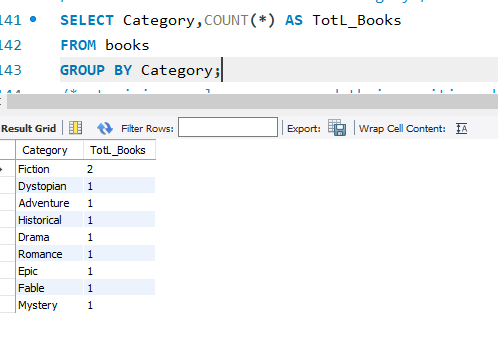 141 SELECT Category,COUNT(*) AS TotL_Books
142 FROM books
143 GROUP BY Category;
Result Grid Filter Rows: Export: Wrap Cell Content:
Category TotL_Books
Fiction 2
Dystopian 1
Adventure 1
Historical 1
Drama 1
Romance 1
Epic 1
Fable 1
Mystery 1